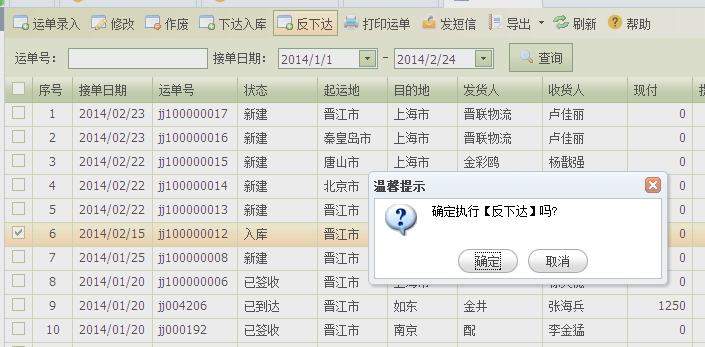 运单录入 修改 作废 下达入库 反下达 打印运单 发短信 导出 刷新 帮助
运单号： 接单日期： 2014/1/1 - 2014/2/24 查询
序号 接单日期 运单号 状态 起运地 目的地 发货人 收货人 现付
1 2014/02/23 jj100000017 新建 晋江市 上海市 晋联物流 卢佳丽 0
2 2014/02/23 jj100000016 新建 秦皇岛市 上海市 晋联物流 卢佳丽 0
3 2014/02/22 jj100000015 新建 唐山市 上海市 金彩鸥 杨戬强 0
4 2014/02/22 jj100000014 新建 北京市 0
5 2014/02/22 jj100000013 新建 晋江市 0
6 2014/02/15 jj100000012 入库 晋江市 0
7 2014/01/25 jj100000008 新建 晋江市 0
8 2014/01/20 jj100000006 已签收 晋江市 0
9 2014/01/20 jj004206 已到达 晋江市 如东 金井 张海兵 1250
10 2014/01/20 jj000192 已签收 晋江市 南京 配 李金猛 0
温馨提示
确定执行【反下达】吗?
确定 取消